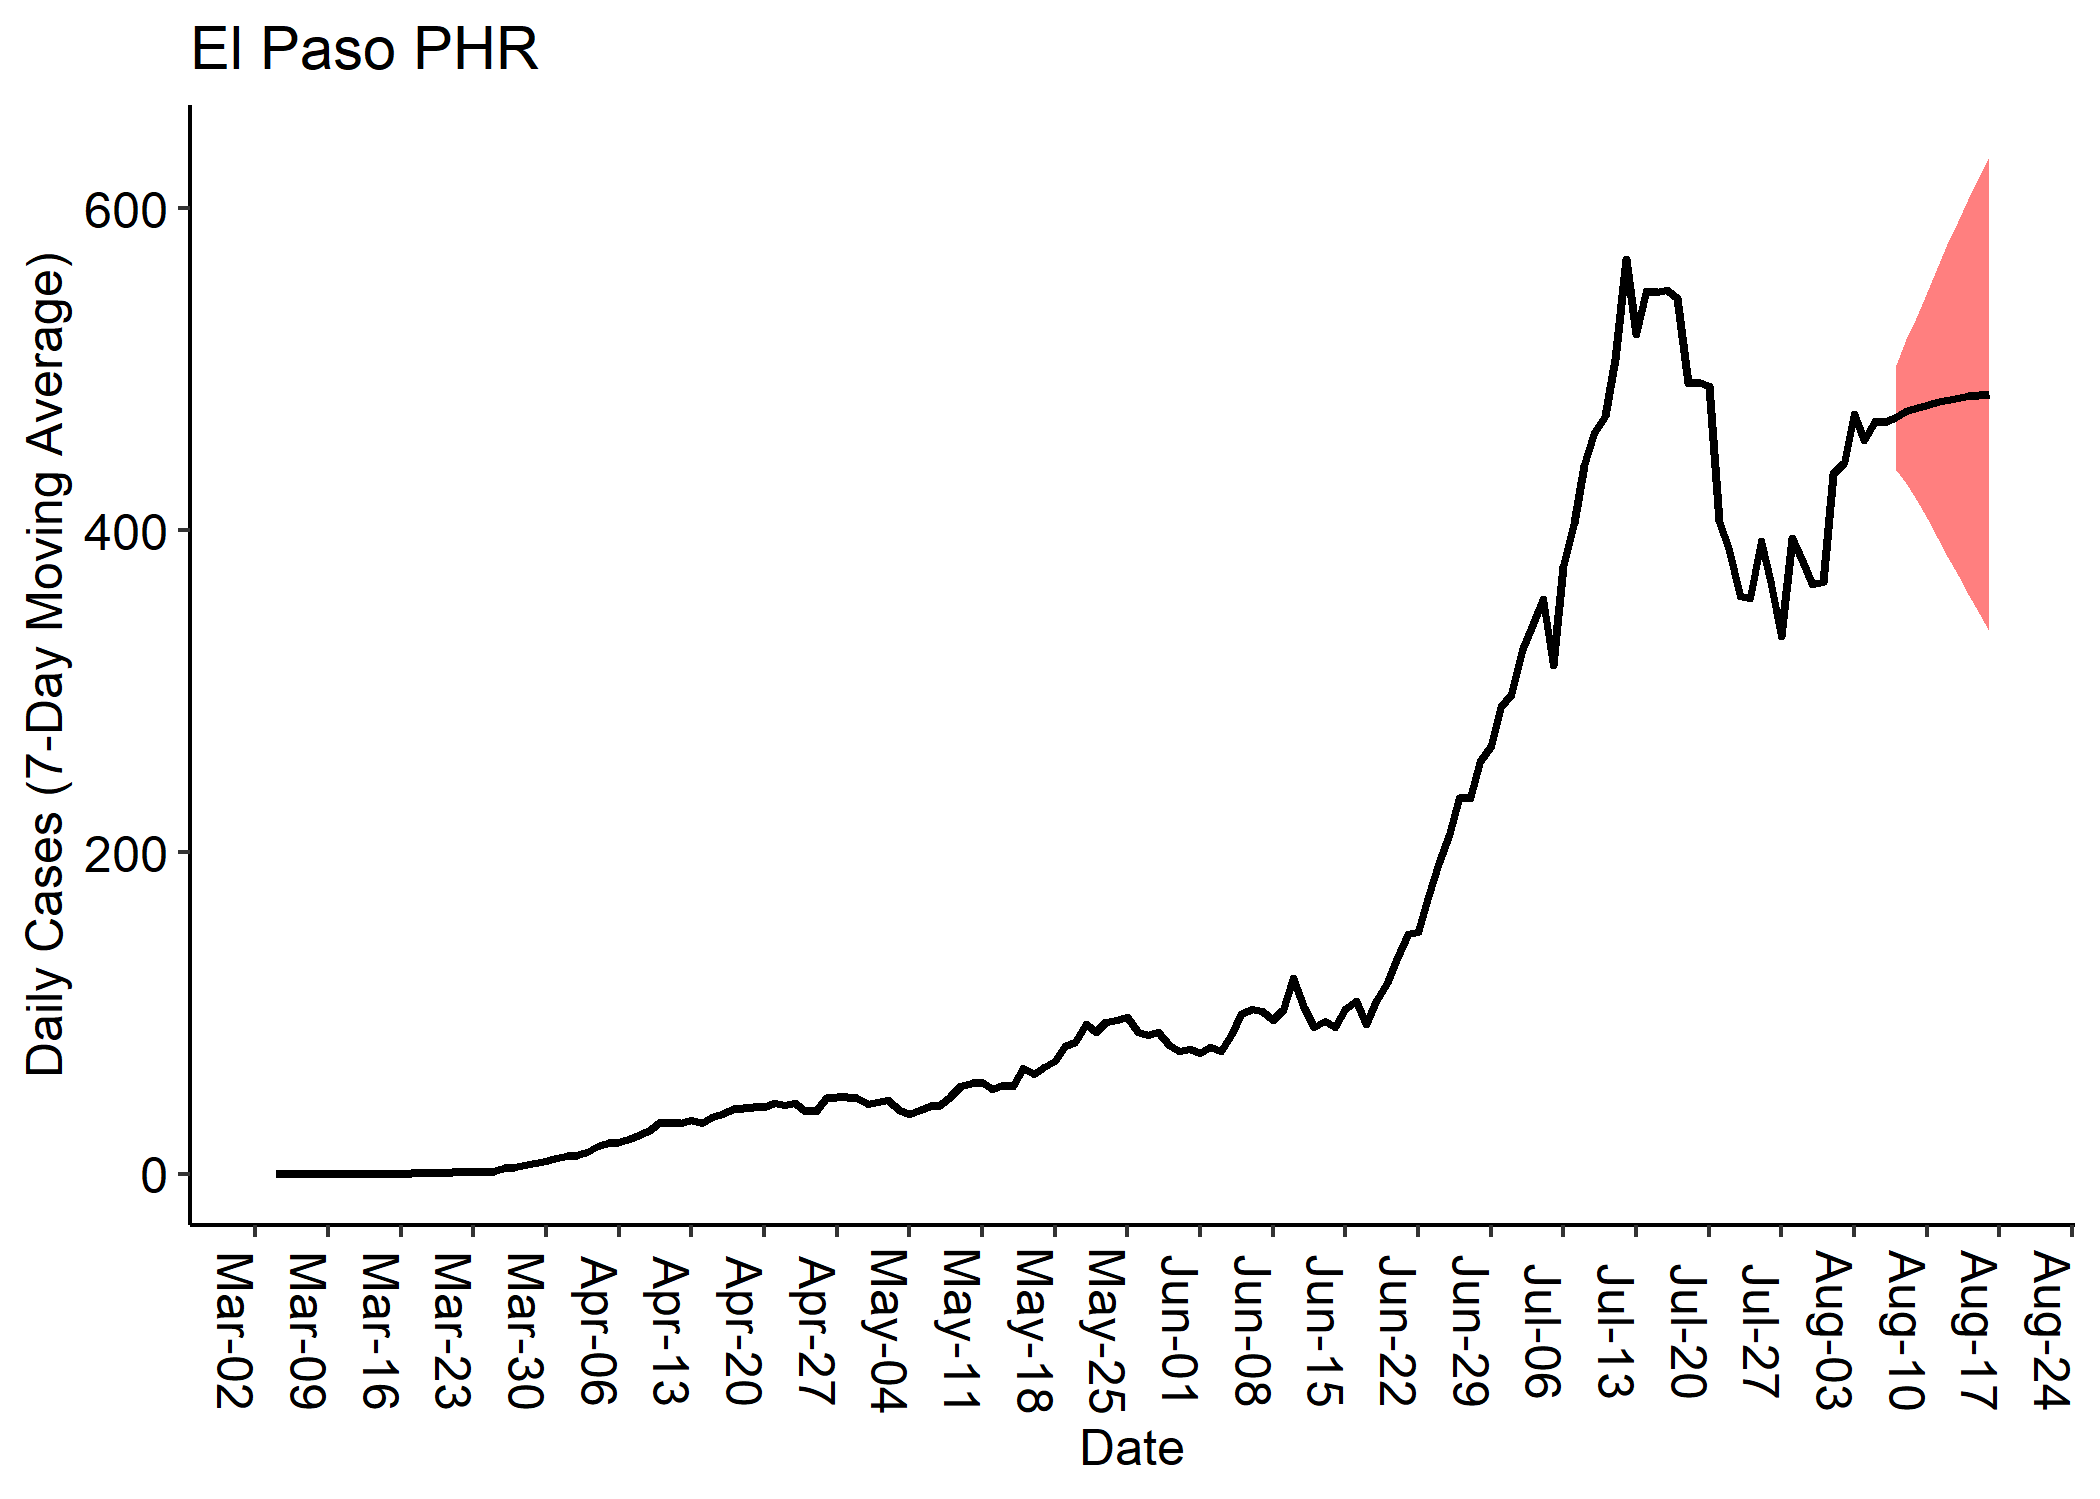 El Paso PHR
Daily Cases (7-Day Moving Average)
600
400
200
0
Mar-02
Mar-09
Mar-16
Mar-23
Mar-30
Apr-06
Apr-13
Apr-20
Apr-27
May-04
May-11
May-18
May-25
Jun-01
Jun-08
Jun-15
Jun-22
Jun-29
Jul-06
Jul-13
Jul-20
Jul-27
Aug-03
Aug-10
Aug-17
Aug-24
Date